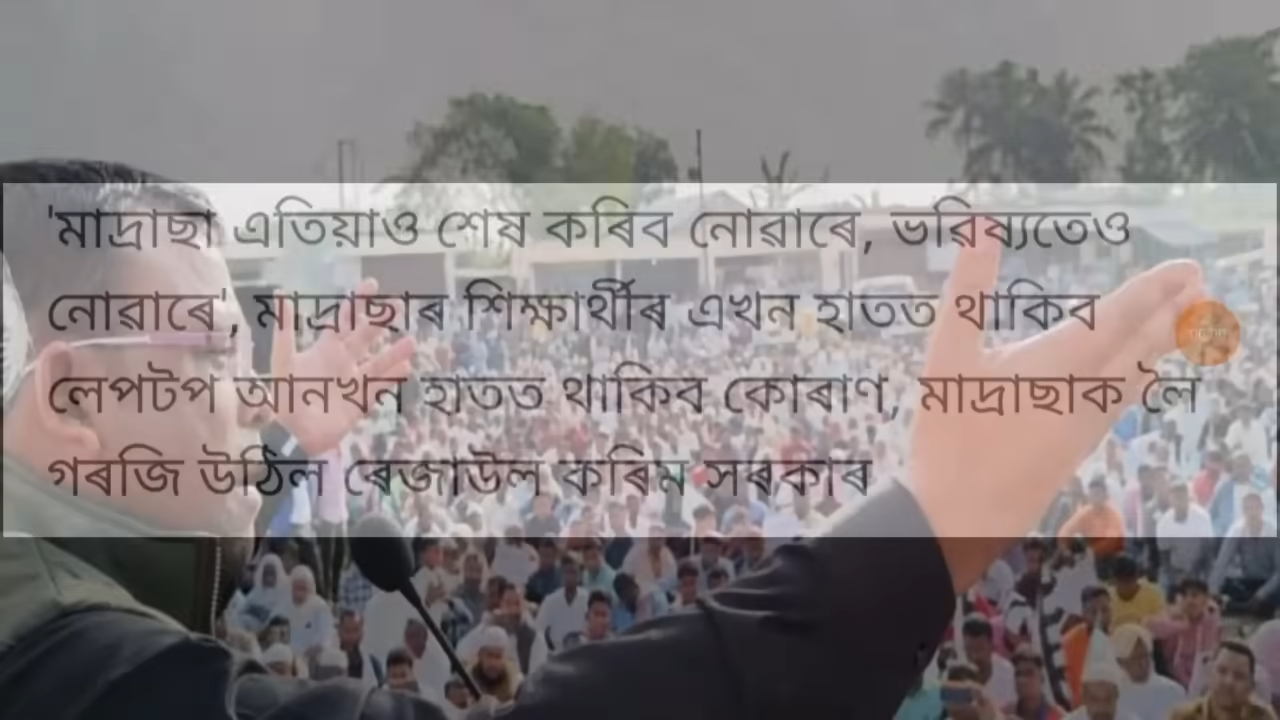 'মাদ্ৰাছা এতিয়াও শেষ কৰিব নোৱাৰে, ভৱিষ্যতেও
নোৱাৰে', মাদ্ৰাছাৰ শিক্ষাৰ্থীৰ এখন হাতত থাকিব
লেপটপ আনখন হাতত থাকিব কোৰাণ, মাদ্ৰাছাক লৈ
গৰজি উঠিল ৰেজাউল কৰিম সৰকাৰ